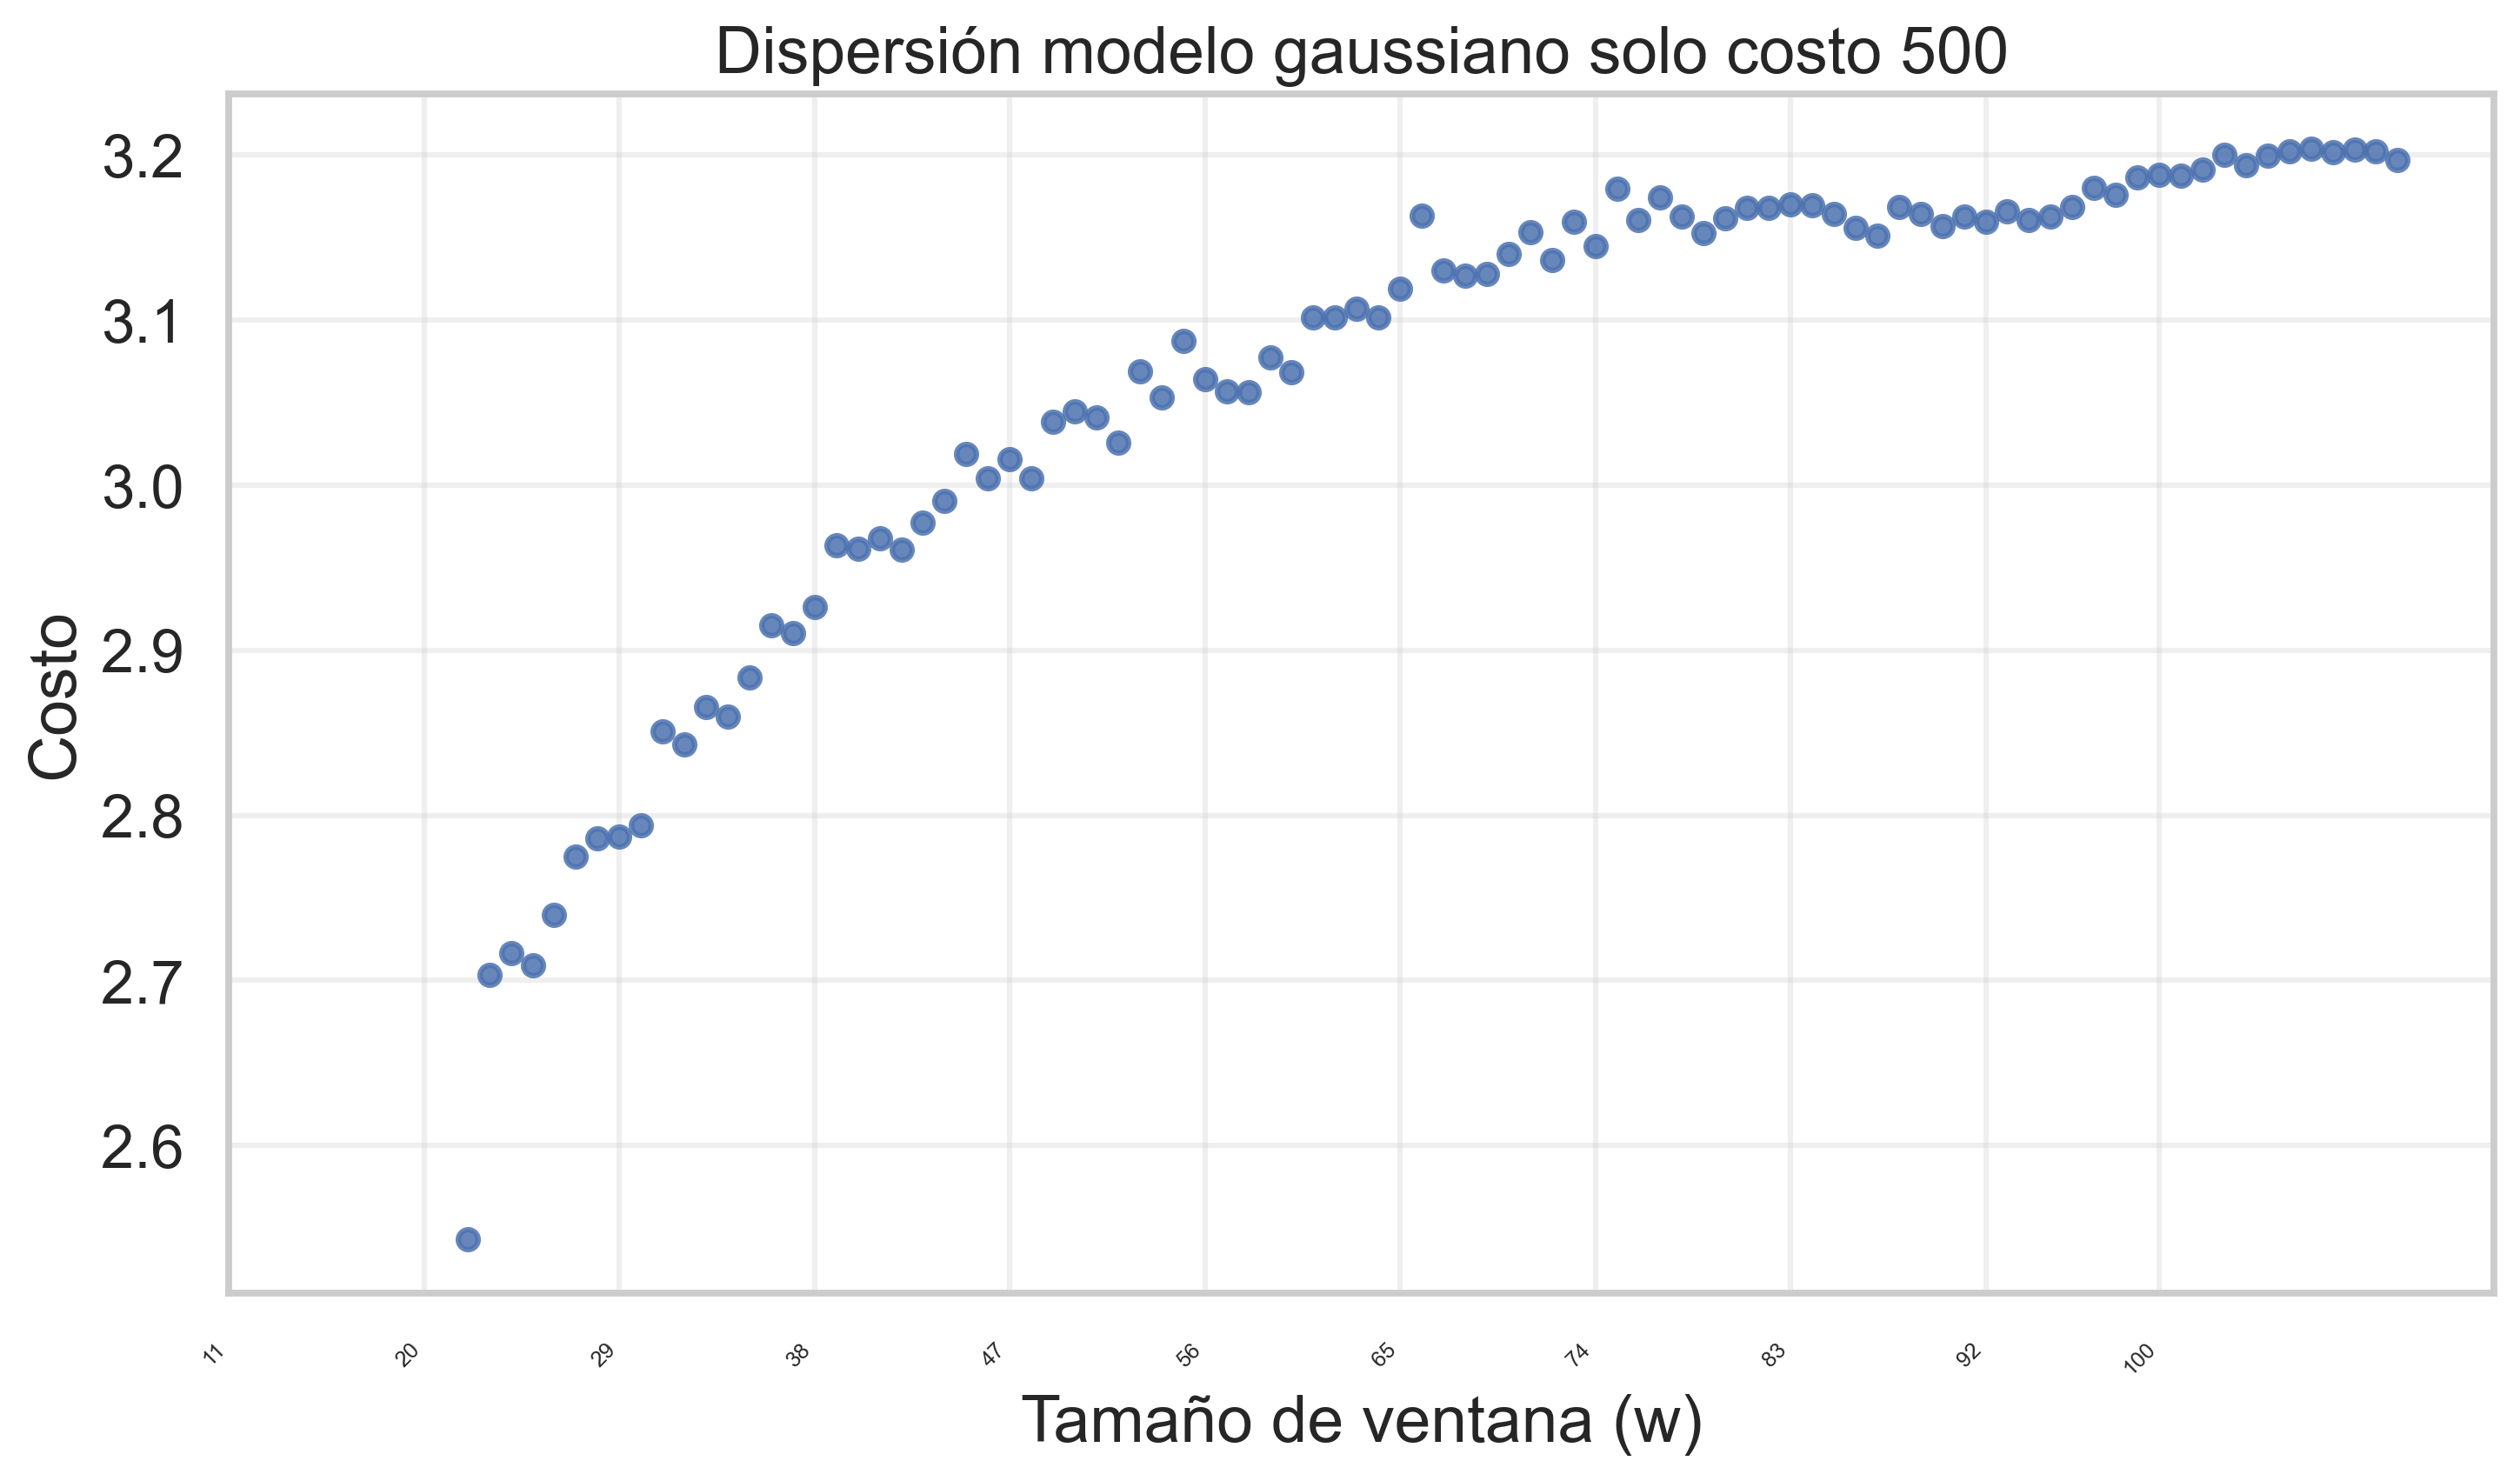 Dispersión modelo gaussiano solo costo 500
3.2
3.1
3.0
2.9
2.8
2.7
2.6
Costo
11 20 29 38 47 56 65 74 83 92 100
Tamaño de ventana (w)